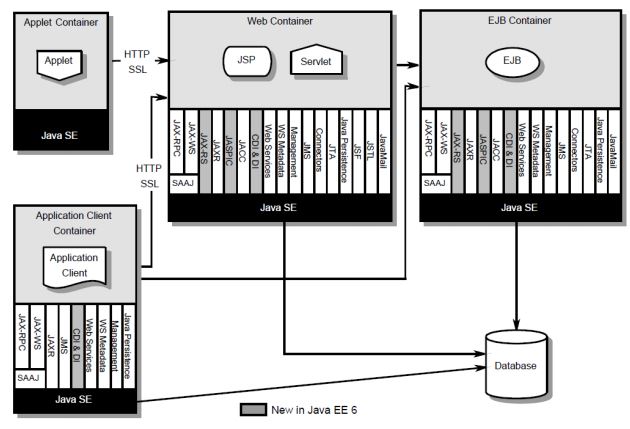 Applet Container
Applet
Java SE
HTTP
SSL
Web Container
JSP
Servlet
JAX-RPC
JAX-WS
SAAJ
JAX-RS
JAXR
JASPIC
JACC
CDI & DI
Web Services
WS Metadata
Management
JMS
Connectors
JTA
Java Persistence
JSF
JSTL
JavaMail
Java SE
EJB Container
EJB
JAX-RPC
JAX-WS
SAAJ
JAX-RS
JAXR
JASPIC
JACC
CDI & DI
Web Services
WS Metadata
Management
JMS
Connectors
JTA
Java Persistence
JavaMail
Java SE
HTTP
SSL
Application Client
Container
Application
Client
JAX-RPC
JAX-WS
SAAJ
JAXR
JMS
CDI & DI
Web Services
WS Metadata
Management
Java Persistence
Java SE
Database
New in Java EE 6